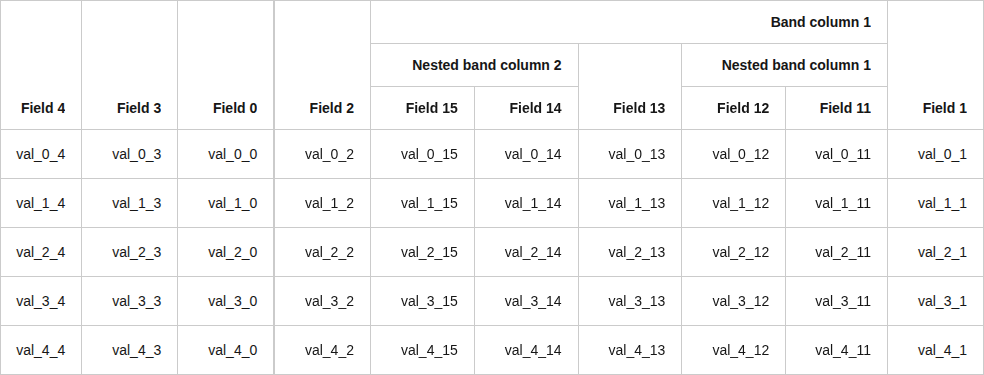 Band column 1
Nested band column 2 Nested band column 1
Field 4 Field 3 Field 0 Field 2 Field 15 Field 14 Field 13 Field 12 Field 11 Field 1
val_0_4 val_0_3 val_0_0 val_0_2 val_0_15 val_0_14 val_0_13 val_0_12 val_0_11 val_0_1
val_1_4 val_1_3 val_1_0 val_1_2 val_1_15 val_1_14 val_1_13 val_1_12 val_1_11 val_1_1
val_2_4 val_2_3 val_2_0 val_2_2 val_2_15 val_2_14 val_2_13 val_2_12 val_2_11 val_2_1
val_3_4 val_3_3 val_3_0 val_3_2 val_3_15 val_3_14 val_3_13 val_3_12 val_3_11 val_3_1
val_4_4 val_4_3 val_4_0 val_4_2 val_4_15 val_4_14 val_4_13 val_4_12 val_4_11 val_4_1